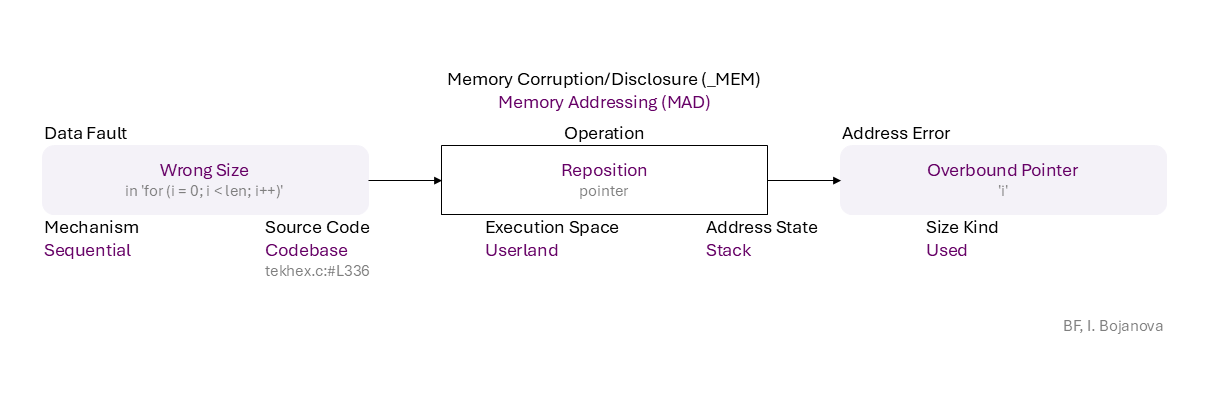 Memory Corruption/Disclosure (_MEM)
Memory Addressing (MAD)
Data Fault
Operation
Address Error
Wrong Size
in 'for (i = 0; i < len; i++)'
Reposition
pointer
Overbound Pointer
'i'
Mechanism
Sequential
Source Code
Codebase
tekhex.c:#L336
Execution Space
Userland
Address State
Stack
Size Kind
Used
BF, I. Bojanova